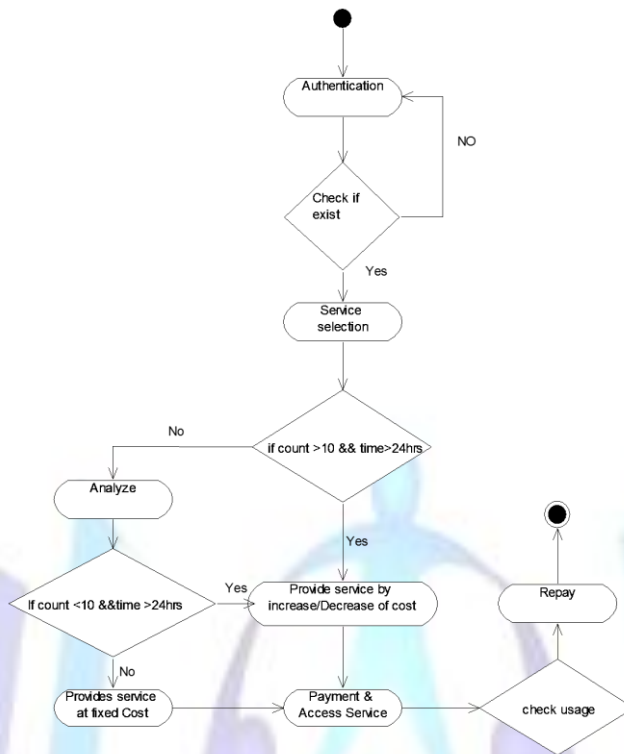 Authentication
NO
Check if
exist
Yes
Service
selection
No
if count >10 && time>24hrs
Analyze
Yes
If count <10 &&time >24hrs
Yes
Provide service by
increase/Decrease of cost
Repay
No
Provides service
at fixed Cost
Payment &
Access Service
check usage